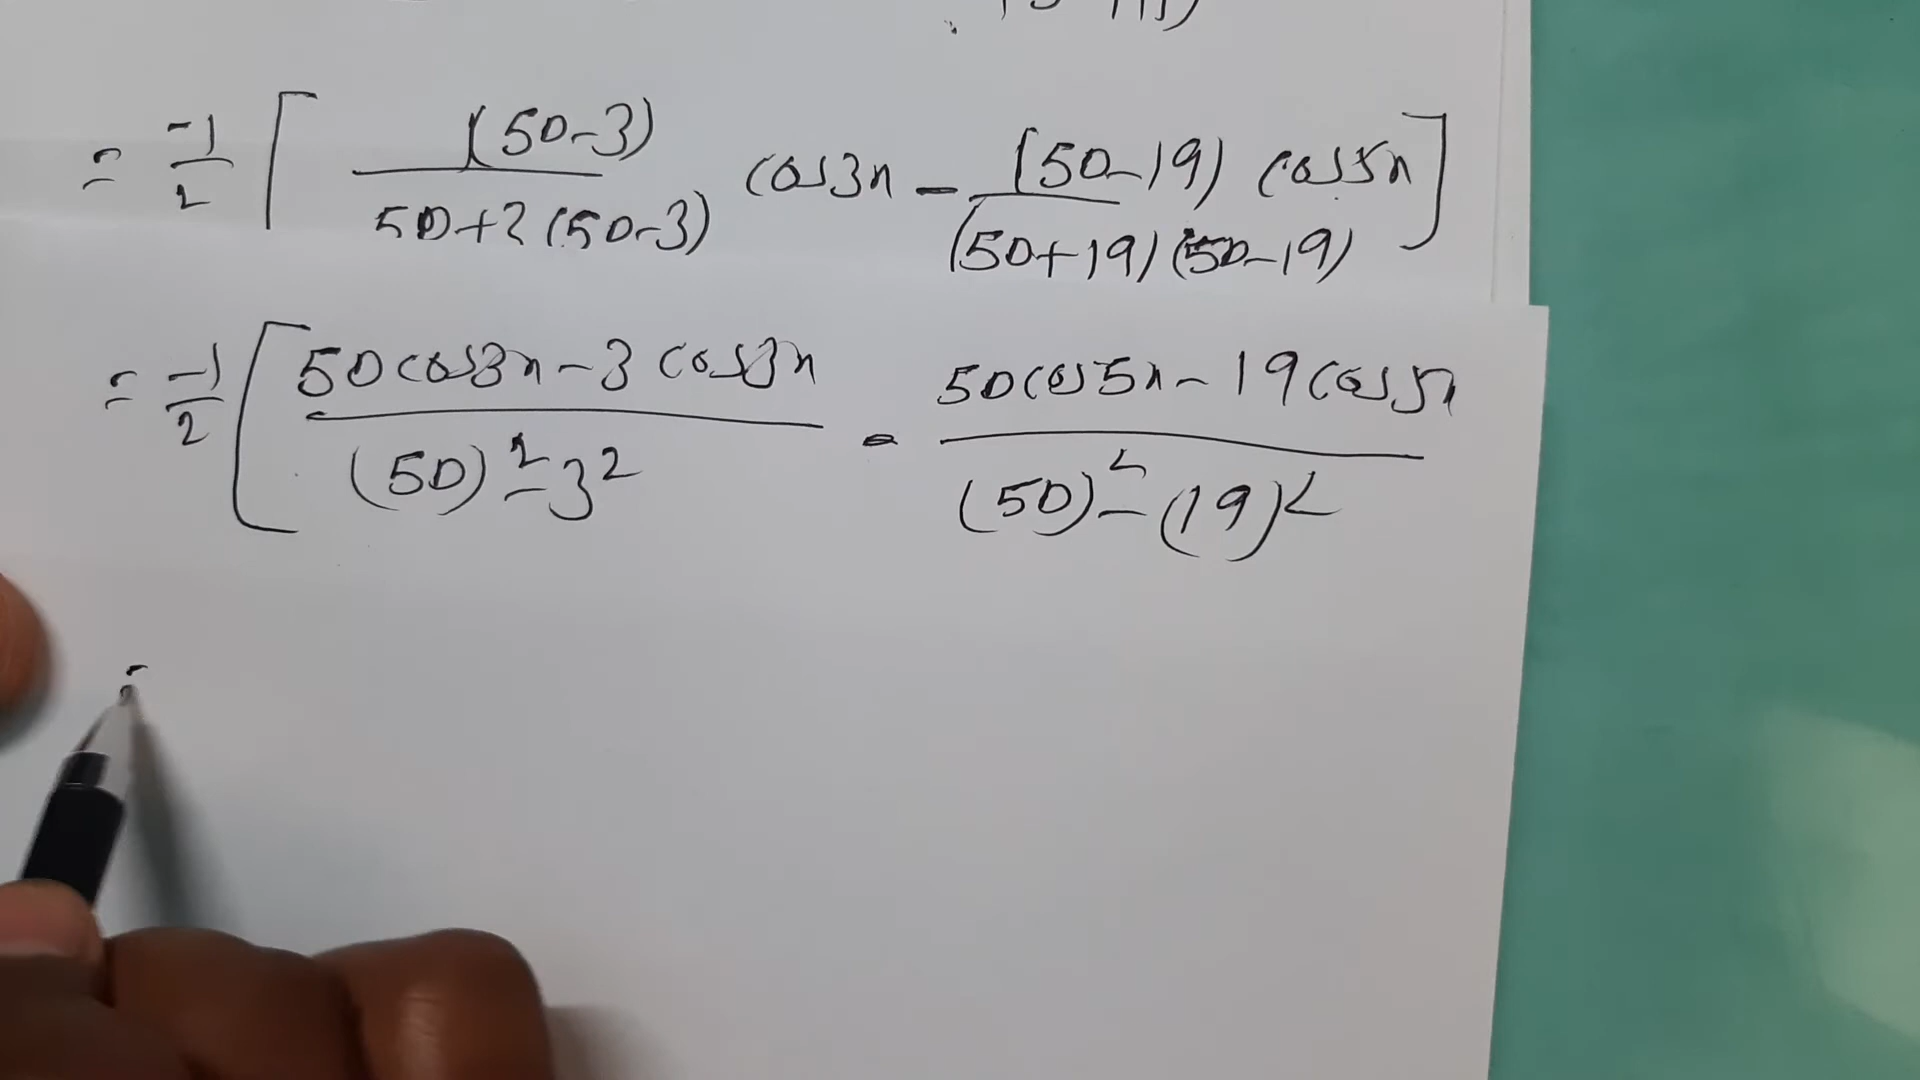 = -1/2 [ (5D-3) / 5D+3 (5D-3) cos3x - (5D-19) cos5x / (5D+19) (5D-19) ]
= -1/2 [ 5D cos3x - 3 cos3x / (5D)² - 3² - 5D cos5x - 19 cos5x / (5D)² - (19)²
=